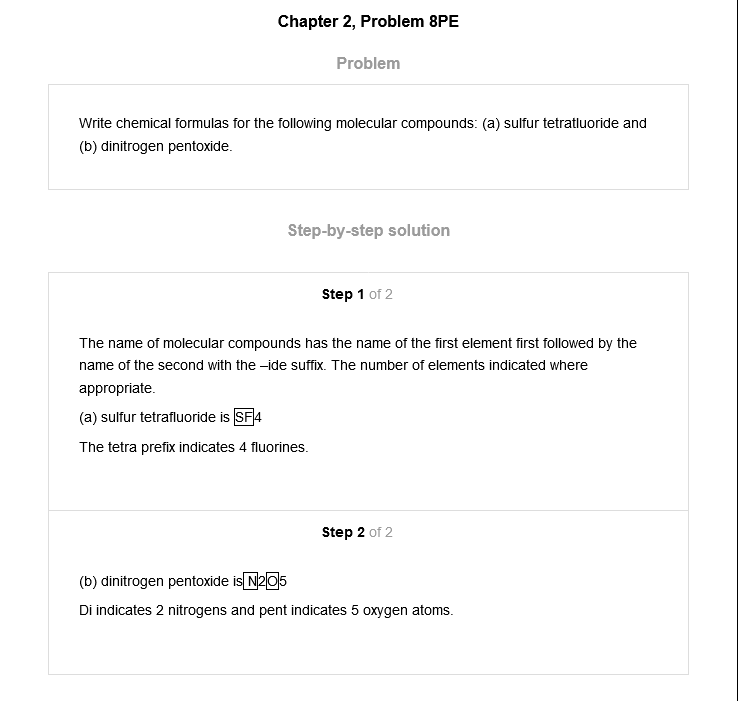 Chapter 2, Problem 8PE
Problem
Write chemical formulas for the following molecular compounds: (a) sulfur tetratluoride and
(b) dinitrogen pentoxide.
Step-by-step solution
Step 1 of 2
The name of molecular compounds has the name of the first element first followed by the
name of the second with the –ide suffix. The number of elements indicated where
appropriate.
(a) sulfur tetrafluoride is SF4
The tetra prefix indicates 4 fluorines.
Step 2 of 2
(b) dinitrogen pentoxide is N2O5
Di indicates 2 nitrogens and pent indicates 5 oxygen atoms.